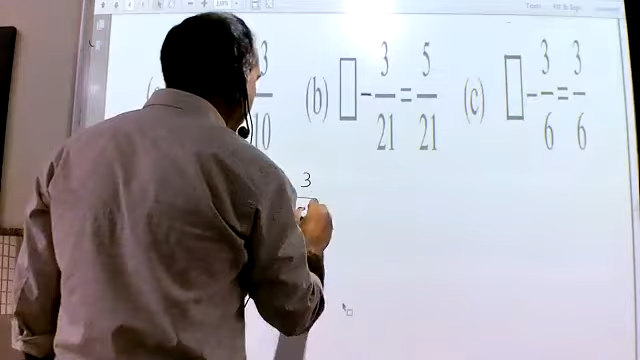 3/10 (b) □ - 3/21 = 5/21 (c) □ - 3/6 = 3/6
3